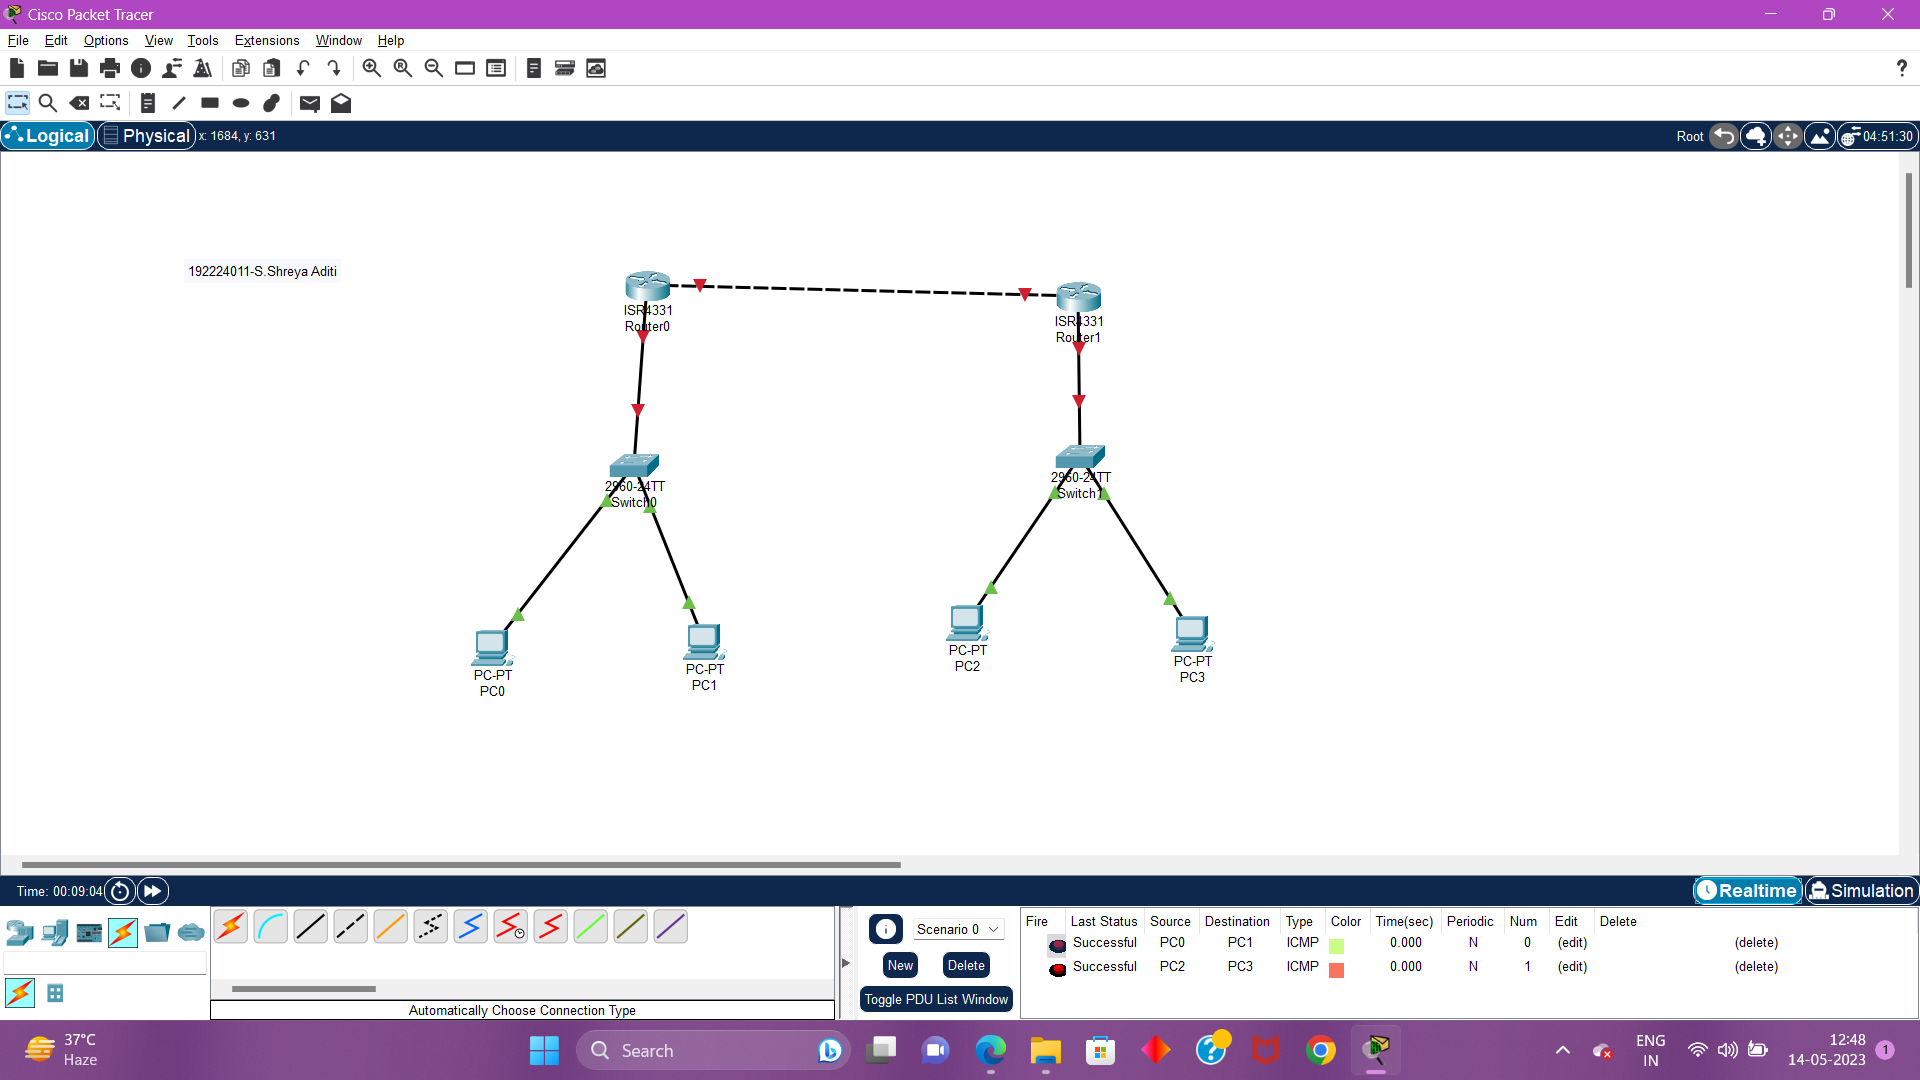 Cisco Packet Tracer
File Edit Options View Tools Extensions Window Help
Logical Physical x: 1684, y: 631 Root 04:51:30
192224011-S.Shreya Aditi
ISR4331
Router0
ISR4331
Router1
2960-24TT
Switch0
2960-24TT
Switch1
PC-PT
PC0
PC-PT
PC1
PC-PT
PC2
PC-PT
PC3
Time: 00:09:04 Realtime Simulation
Scenario 0
New Delete
Toggle PDU List Window
Fire Last Status Source Destination Type Color Time(sec) Periodic Num Edit Delete
Successful PC0 PC1 ICMP 0.000 N 0 (edit) (delete)
Successful PC2 PC3 ICMP 0.000 N 1 (edit) (delete)
Automatically Choose Connection Type
37°C
Haze
Search
ENG
IN
12:48
14-05-2023
1